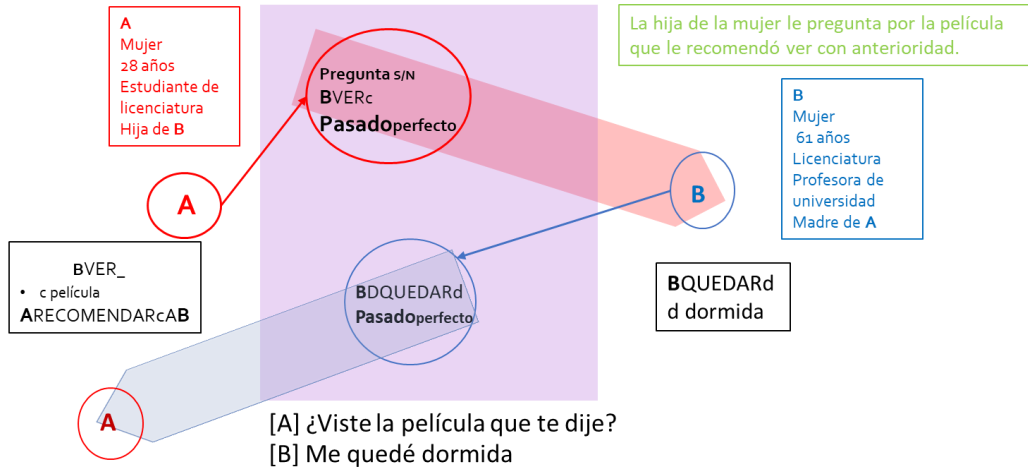 A
Mujer
28 años
Estudiante de
licenciatura
Hija de B
La hija de la mujer le pregunta por la película
que le recomendó ver con anterioridad.
Pregunta S/N
BVERc
Pasadoperfecto
B
Mujer
61 años
Licenciatura
Profesora de
universidad
Madre de A
A
B
BVER_
• c película
ARECOMENDARcAB
BDQUEDARd
Pasadoperfecto
BQUEDARd
d dormida
A
[A] ¿Viste la película que te dije?
[B] Me quedé dormida